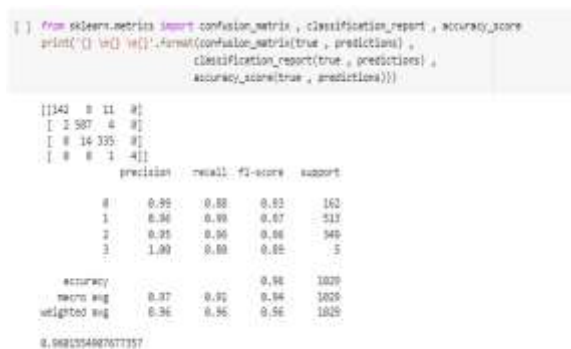 [ ] from sklearn.metrics import confusion_matrix , classification_report , accuracy_score
print('{} \n{} \n{}'.format(confusion_matrix(true , predictions) ,
classification_report(true , predictions) ,
accuracy_score(true , predictions)))
[[142 11 0]
[ 2 507 4 0]
[ 0 14 335 0]
[ 0 0 1 4]]
precision recall f1-score support
0 0.99 0.88 0.93 162
1 0.96 0.99 0.97 513
2 0.95 0.96 0.96 349
3 1.00 0.80 0.89 5
accuracy 0.96 1029
macro avg 0.97 0.91 0.94 1029
weighted avg 0.96 0.96 0.96 1029